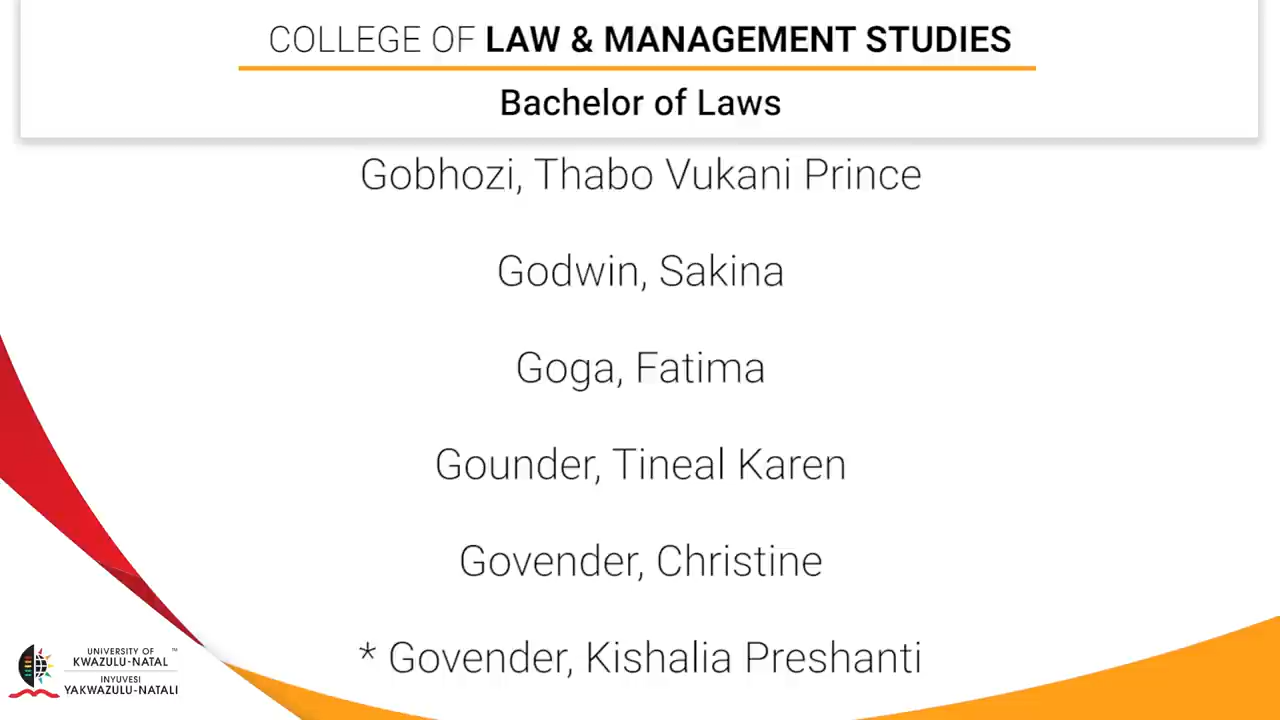 COLLEGE OF LAW & MANAGEMENT STUDIES
Bachelor of Laws
Gobhozi, Thabo Vukani Prince
Godwin, Sakina
Goga, Fatima
Gounder, Tineal Karen
Govender, Christine
* Govender, Kishalia Preshanti
UNIVERSITY OF ™
KWAZULU-NATAL
INYUVESI
YAKWAZULU-NATALI